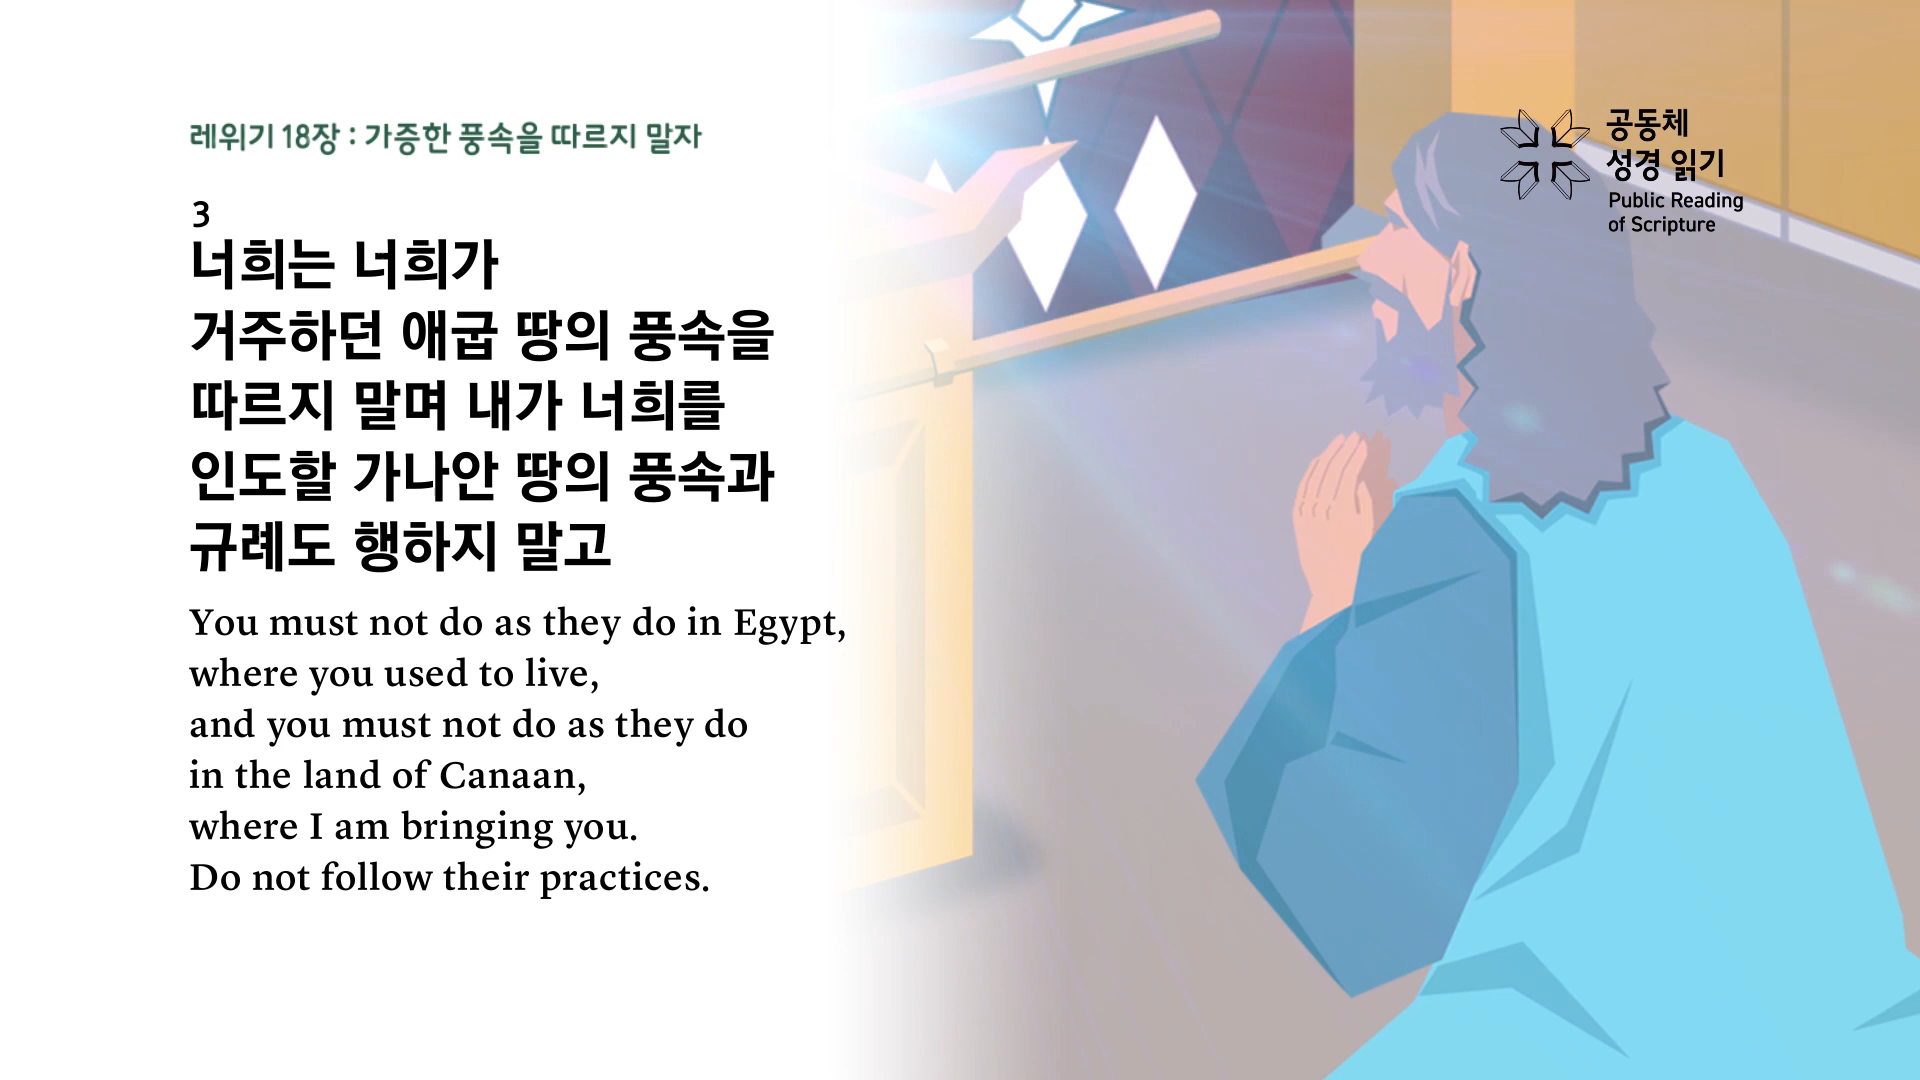 레위기 18장 : 가증한 풍속을 따르지 말자
3
너희는 너희가
거주하던 애굽 땅의 풍속을
따르지 말며 내가 너희를
인도할 가나안 땅의 풍속과
규례도 행하지 말고
You must not do as they do in Egypt,
where you used to live,
and you must not do as they do
in the land of Canaan,
where I am bringing you.
Do not follow their practices.
공동체
성경 읽기
Public Reading
of Scripture